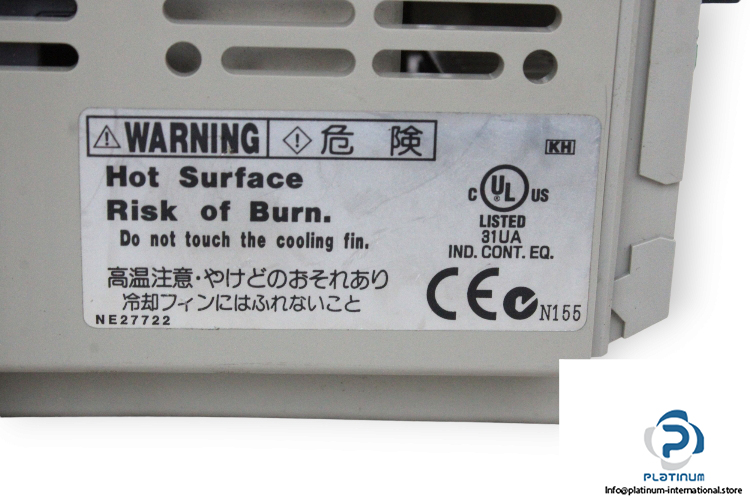 WARNING 危険
KH
Hot Surface
Risk of Burn.
Do not touch the cooling fin.
高温注意・やけどのおそれあり
冷却フィンにはふれないこと
NE27722
C UL US
®
LISTED
31UA
IND. CONT. EQ.
CE N155
P
PLATINUM
Info@platinum-international.store